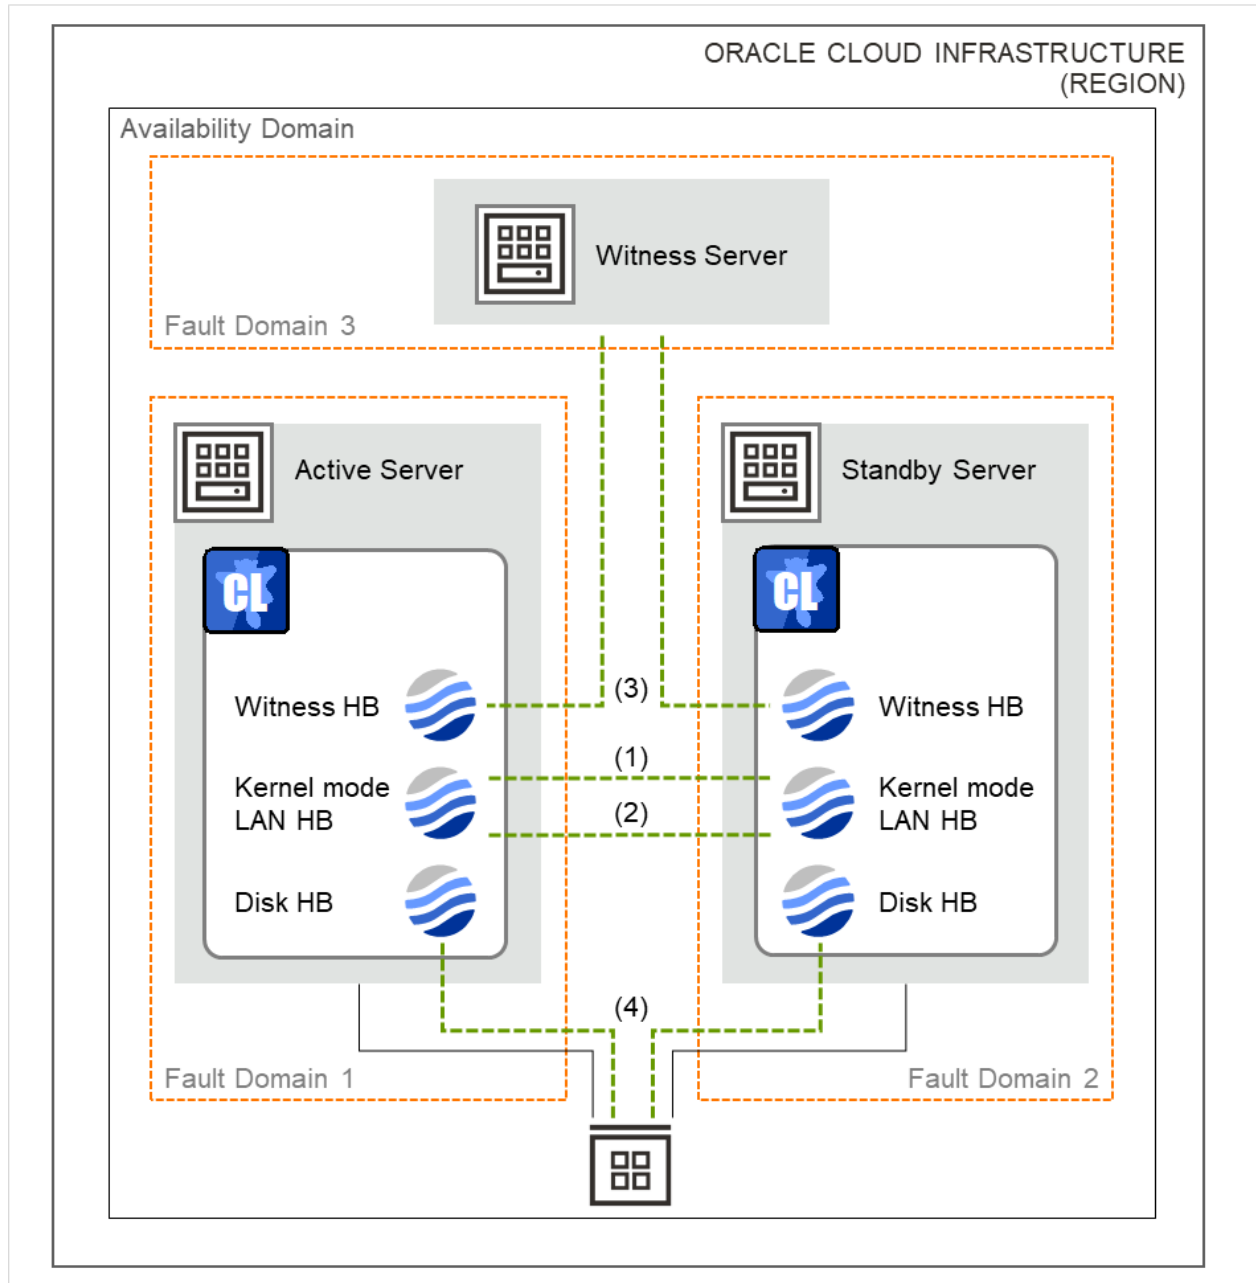 ORACLE CLOUD INFRASTRUCTURE
(REGION)
Availability Domain
Witness Server
Fault Domain 3
Active Server
Standby Server
CL
CL
Witness HB
(3)
Witness HB
(1)
Kernel mode
LAN HB
(2)
Kernel mode
LAN HB
Disk HB
Disk HB
(4)
Fault Domain 1
Fault Domain 2